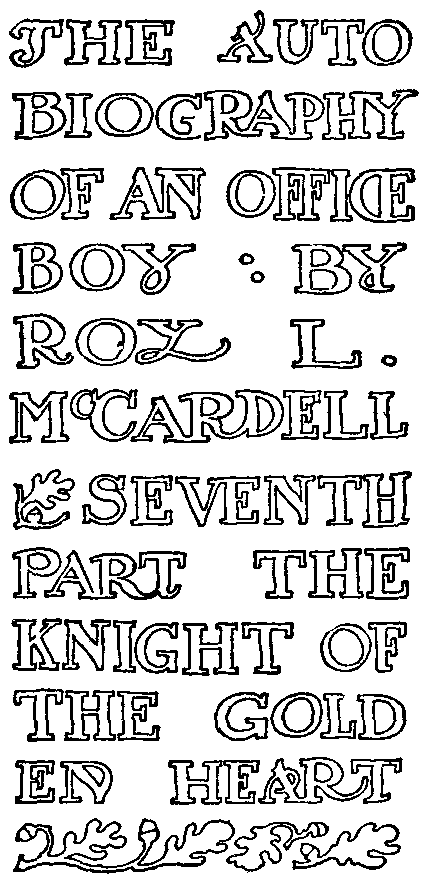 THE AUTO
BIOGRAPHY
OF AN OFFICE
BOY : BY
ROY L.
McCARDELL
SEVENTH
PART THE
KNIGHT OF
THE GOLD
EN HEART